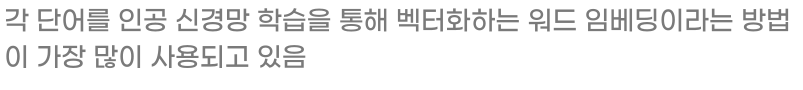 각 단어를 인공 신경망 학습을 통해 벡터화하는 워드 임베딩이라는 방법
이 가장 많이 사용되고 있음